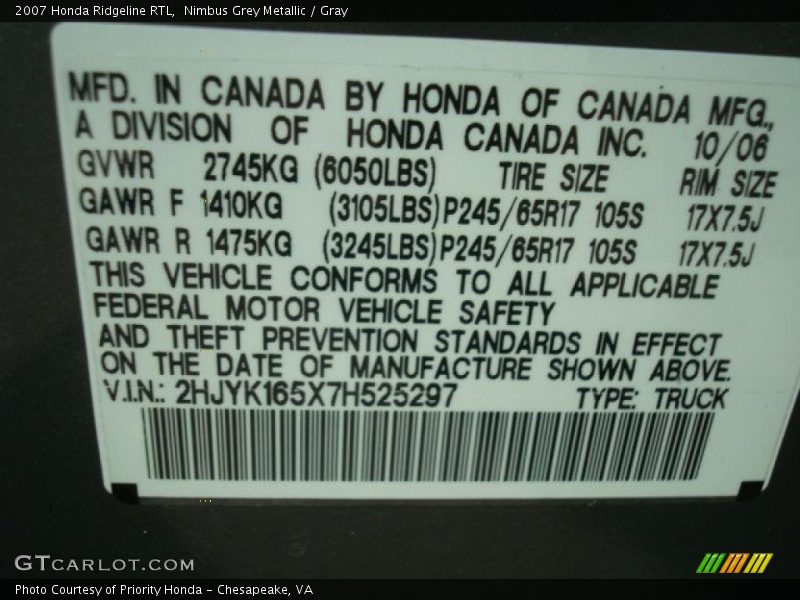 2007 Honda Ridgeline RTL, Nimbus Grey Metallic / Gray
MFD. IN CANADA BY HONDA OF CANADA MFG.,
A DIVISION OF HONDA CANADA INC. 10/06
GVWR 2745KG (6050LBS) TIRE SIZE RIM SIZE
GAWR F 1410KG (3105LBS) P245/65R17 105S 17X7.5J
GAWR R 1475KG (3245LBS) P245/65R17 105S 17X7.5J
THIS VEHICLE CONFORMS TO ALL APPLICABLE
FEDERAL MOTOR VEHICLE SAFETY
AND THEFT PREVENTION STANDARDS IN EFFECT
ON THE DATE OF MANUFACTURE SHOWN ABOVE.
V.I.N.: 2HJYK165X7H525297 TYPE: TRUCK
GTCARLOT.COM
Photo Courtesy of Priority Honda - Chesapeake, VA